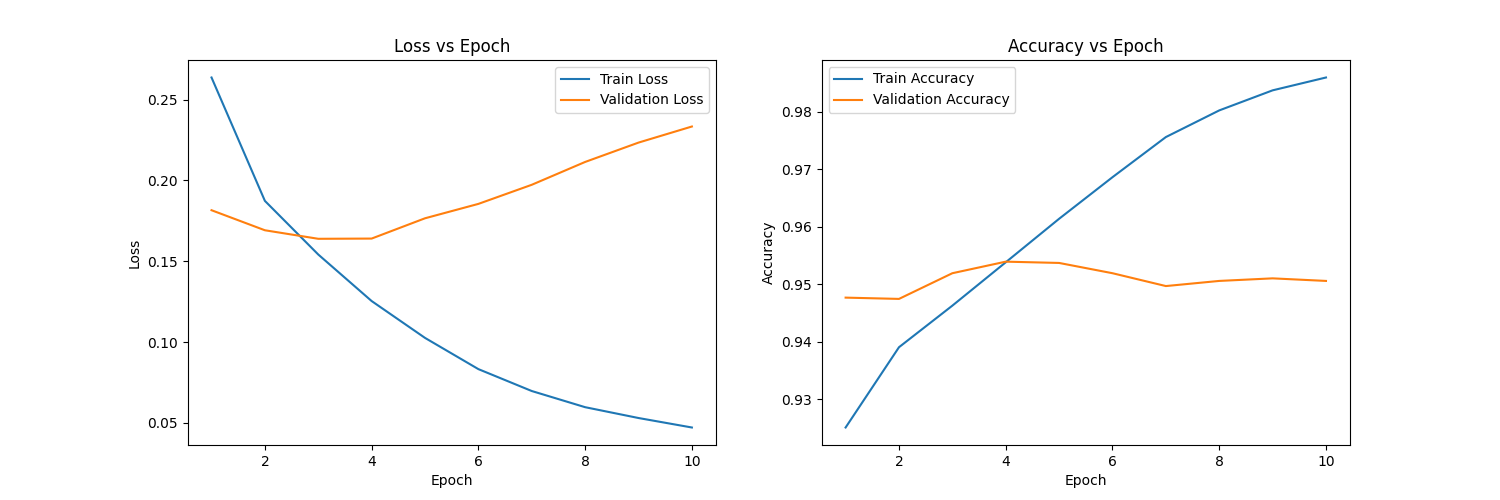 Loss vs Epoch
Train Loss
Validation Loss
0.25
0.20
0.15
0.10
0.05
Loss
2 4 6 8 10
Epoch
Accuracy vs Epoch
Train Accuracy
Validation Accuracy
0.98
0.97
0.96
0.95
0.94
0.93
Accuracy
2 4 6 8 10
Epoch